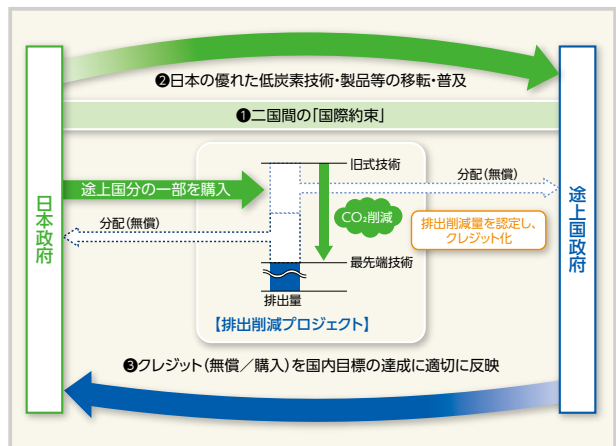 ❷日本の優れた低炭素技術・製品等の移転・普及
❶二国間の「国際約束」
日本政府
途上国政府
旧式技術
途上国分の一部を購入
分配(無償)
分配(無償)
CO₂削減
排出削減量を認定し、
クレジット化
最先端技術
排出量
【排出削減プロジェクト】
❸クレジット(無償／購入)を国内目標の達成に適切に反映